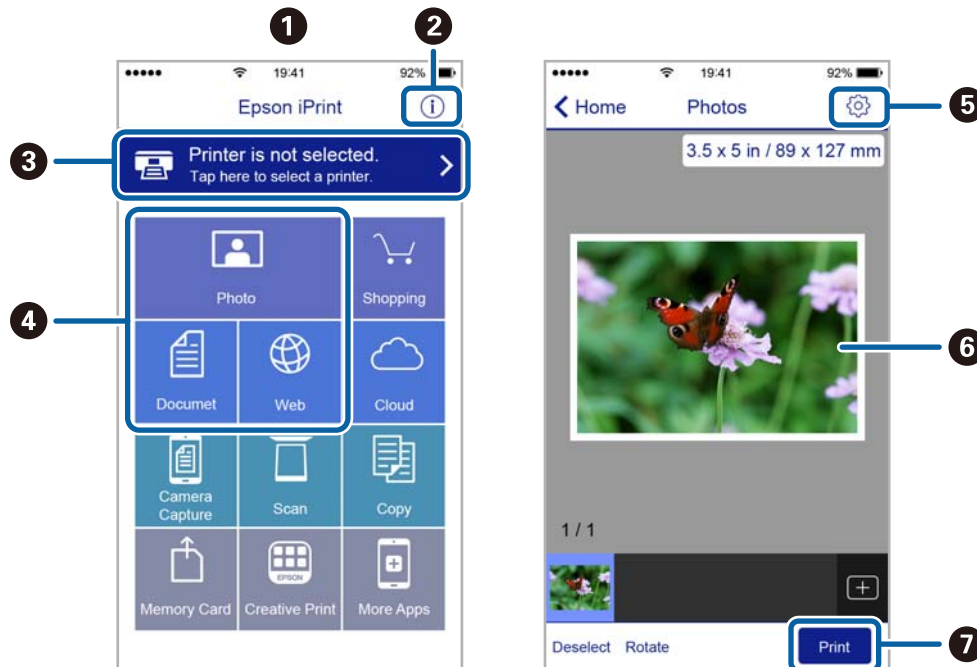 1
2
19:41 92%
Epson iPrint
3
Printer is not selected.
Tap here to select a printer.
4
Photo
Shopping
Documet
Web
Cloud
Camera
Capture
Scan
Copy
EPSON
Memory Card
Creative Print
More Apps
19:41 92%
Home
Photos
5
3.5 x 5 in / 89 x 127 mm
6
1 / 1
Deselect
Rotate
Print
7